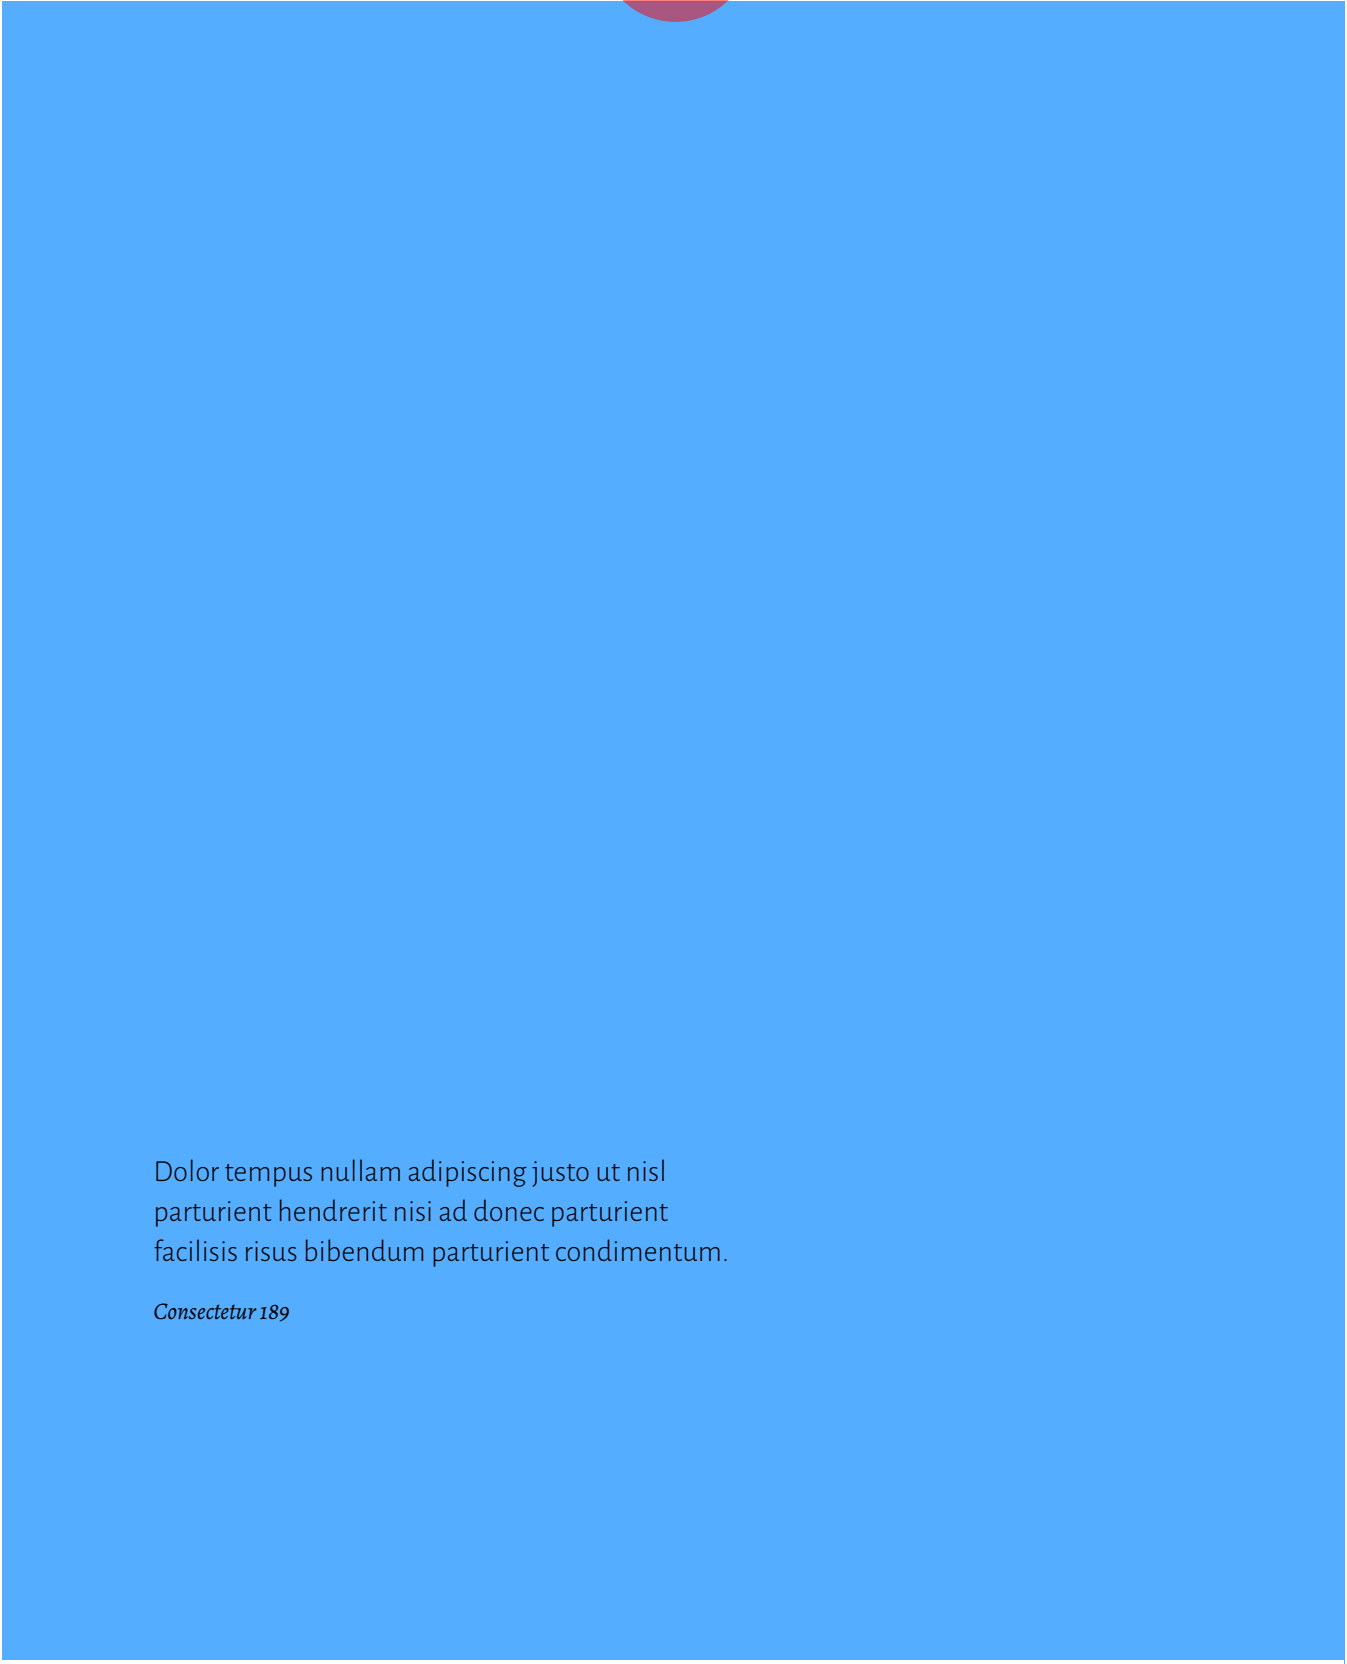 Dolor tempus nullam adipiscing justo ut nisl
parturient hendrerit nisi ad donec parturient
facilisis risus bibendum parturient condimentum.
Consectetur 189